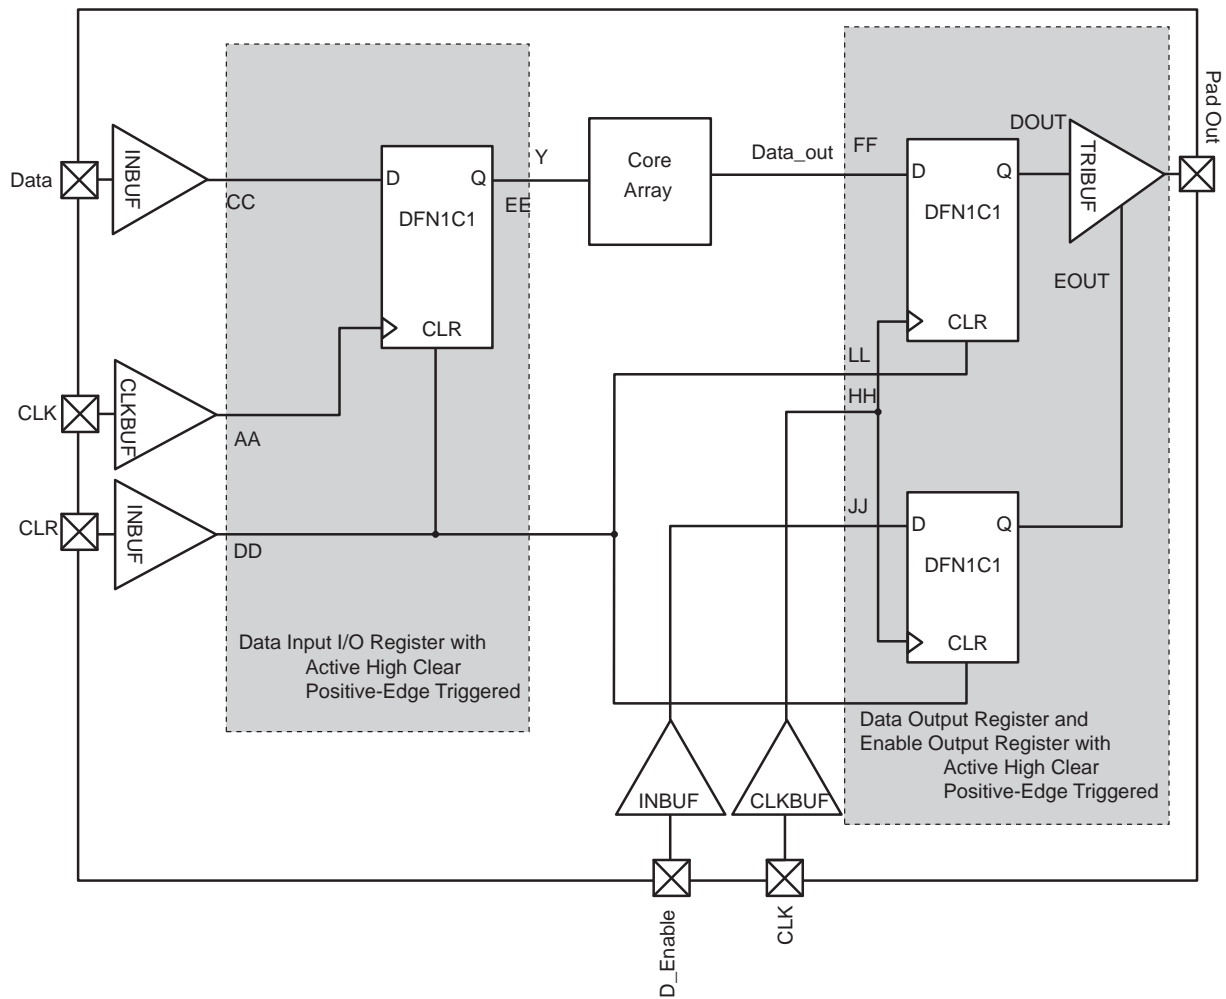 Data
INBUF
CC
D
Q
DFN1C1
CLR
Y
EE
Core
Array
Data_out
FF
D
Q
DFN1C1
CLR
DOUT
TRIBUF
Pad Out
EOUT
CLK
CLKBUF
AA
LL
HH
CLR
INBUF
DD
JJ
D
Q
DFN1C1
CLR
Data Input I/O Register with
Active High Clear
Positive-Edge Triggered
Data Output Register and
Enable Output Register with
Active High Clear
Positive-Edge Triggered
INBUF
CLKBUF
D_Enable
CLK